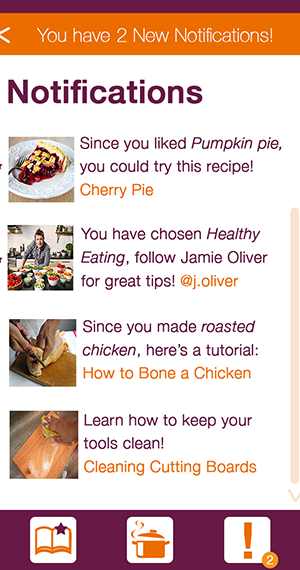 You have 2 New Notifications!
Notifications
Since you liked Pumpkin pie,
you could try this recipe!
Cherry Pie
You have chosen Healthy
Eating, follow Jamie Oliver
for great tips! @j.oliver
Since you made roasted
chicken, here's a tutorial:
How to Bone a Chicken
Learn how to keep your
tools clean!
Cleaning Cutting Boards
2